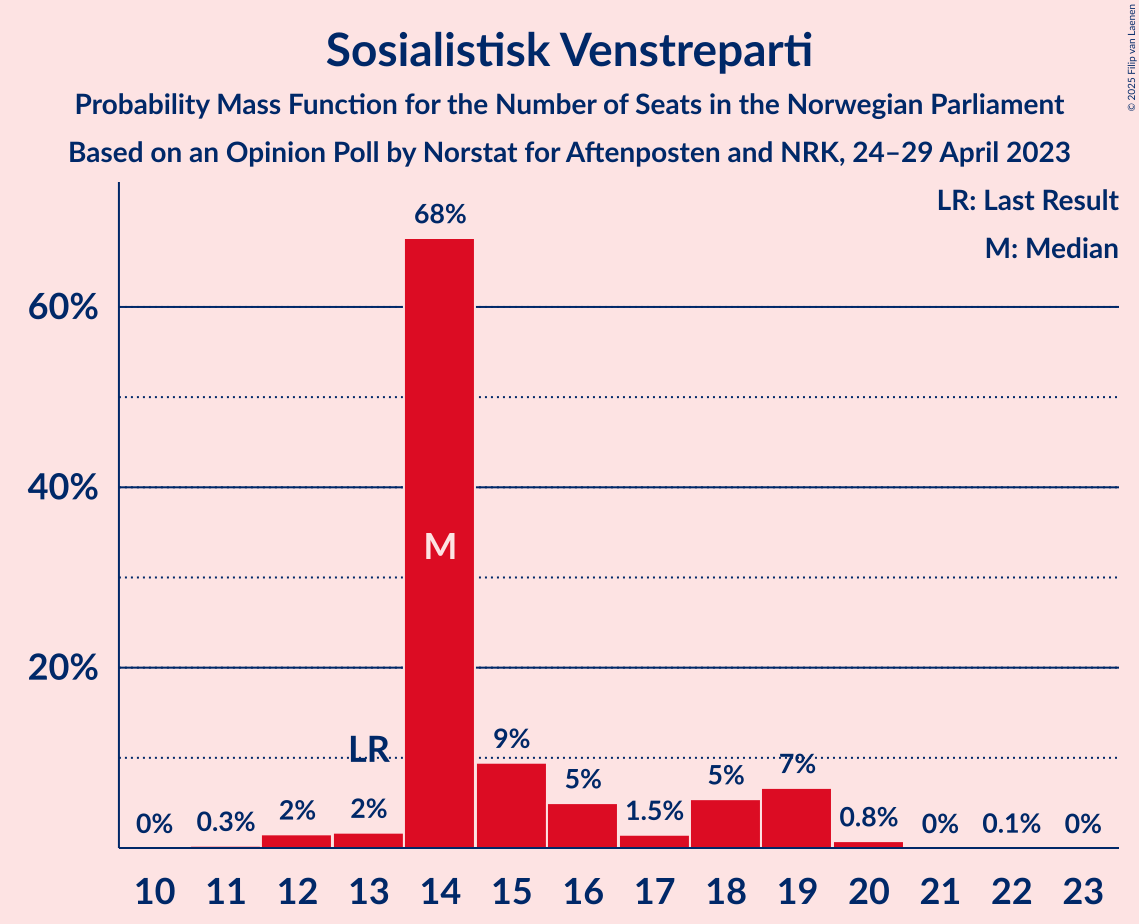 Sosialistisk Venstreparti
Probability Mass Function for the Number of Seats in the Norwegian Parliament
Based on an Opinion Poll by Norstat for Aftenposten and NRK, 24–29 April 2023
© 2025 Filip van Laenen
LR: Last Result
M: Median
68%
60%
40%
M
20%
LR
9%
7%
5%
5%
2%
2%
1.5%
0.8%
0%
0.3%
0%
0.1%
0%
10 11 12 13 14 15 16 17 18 19 20 21 22 23